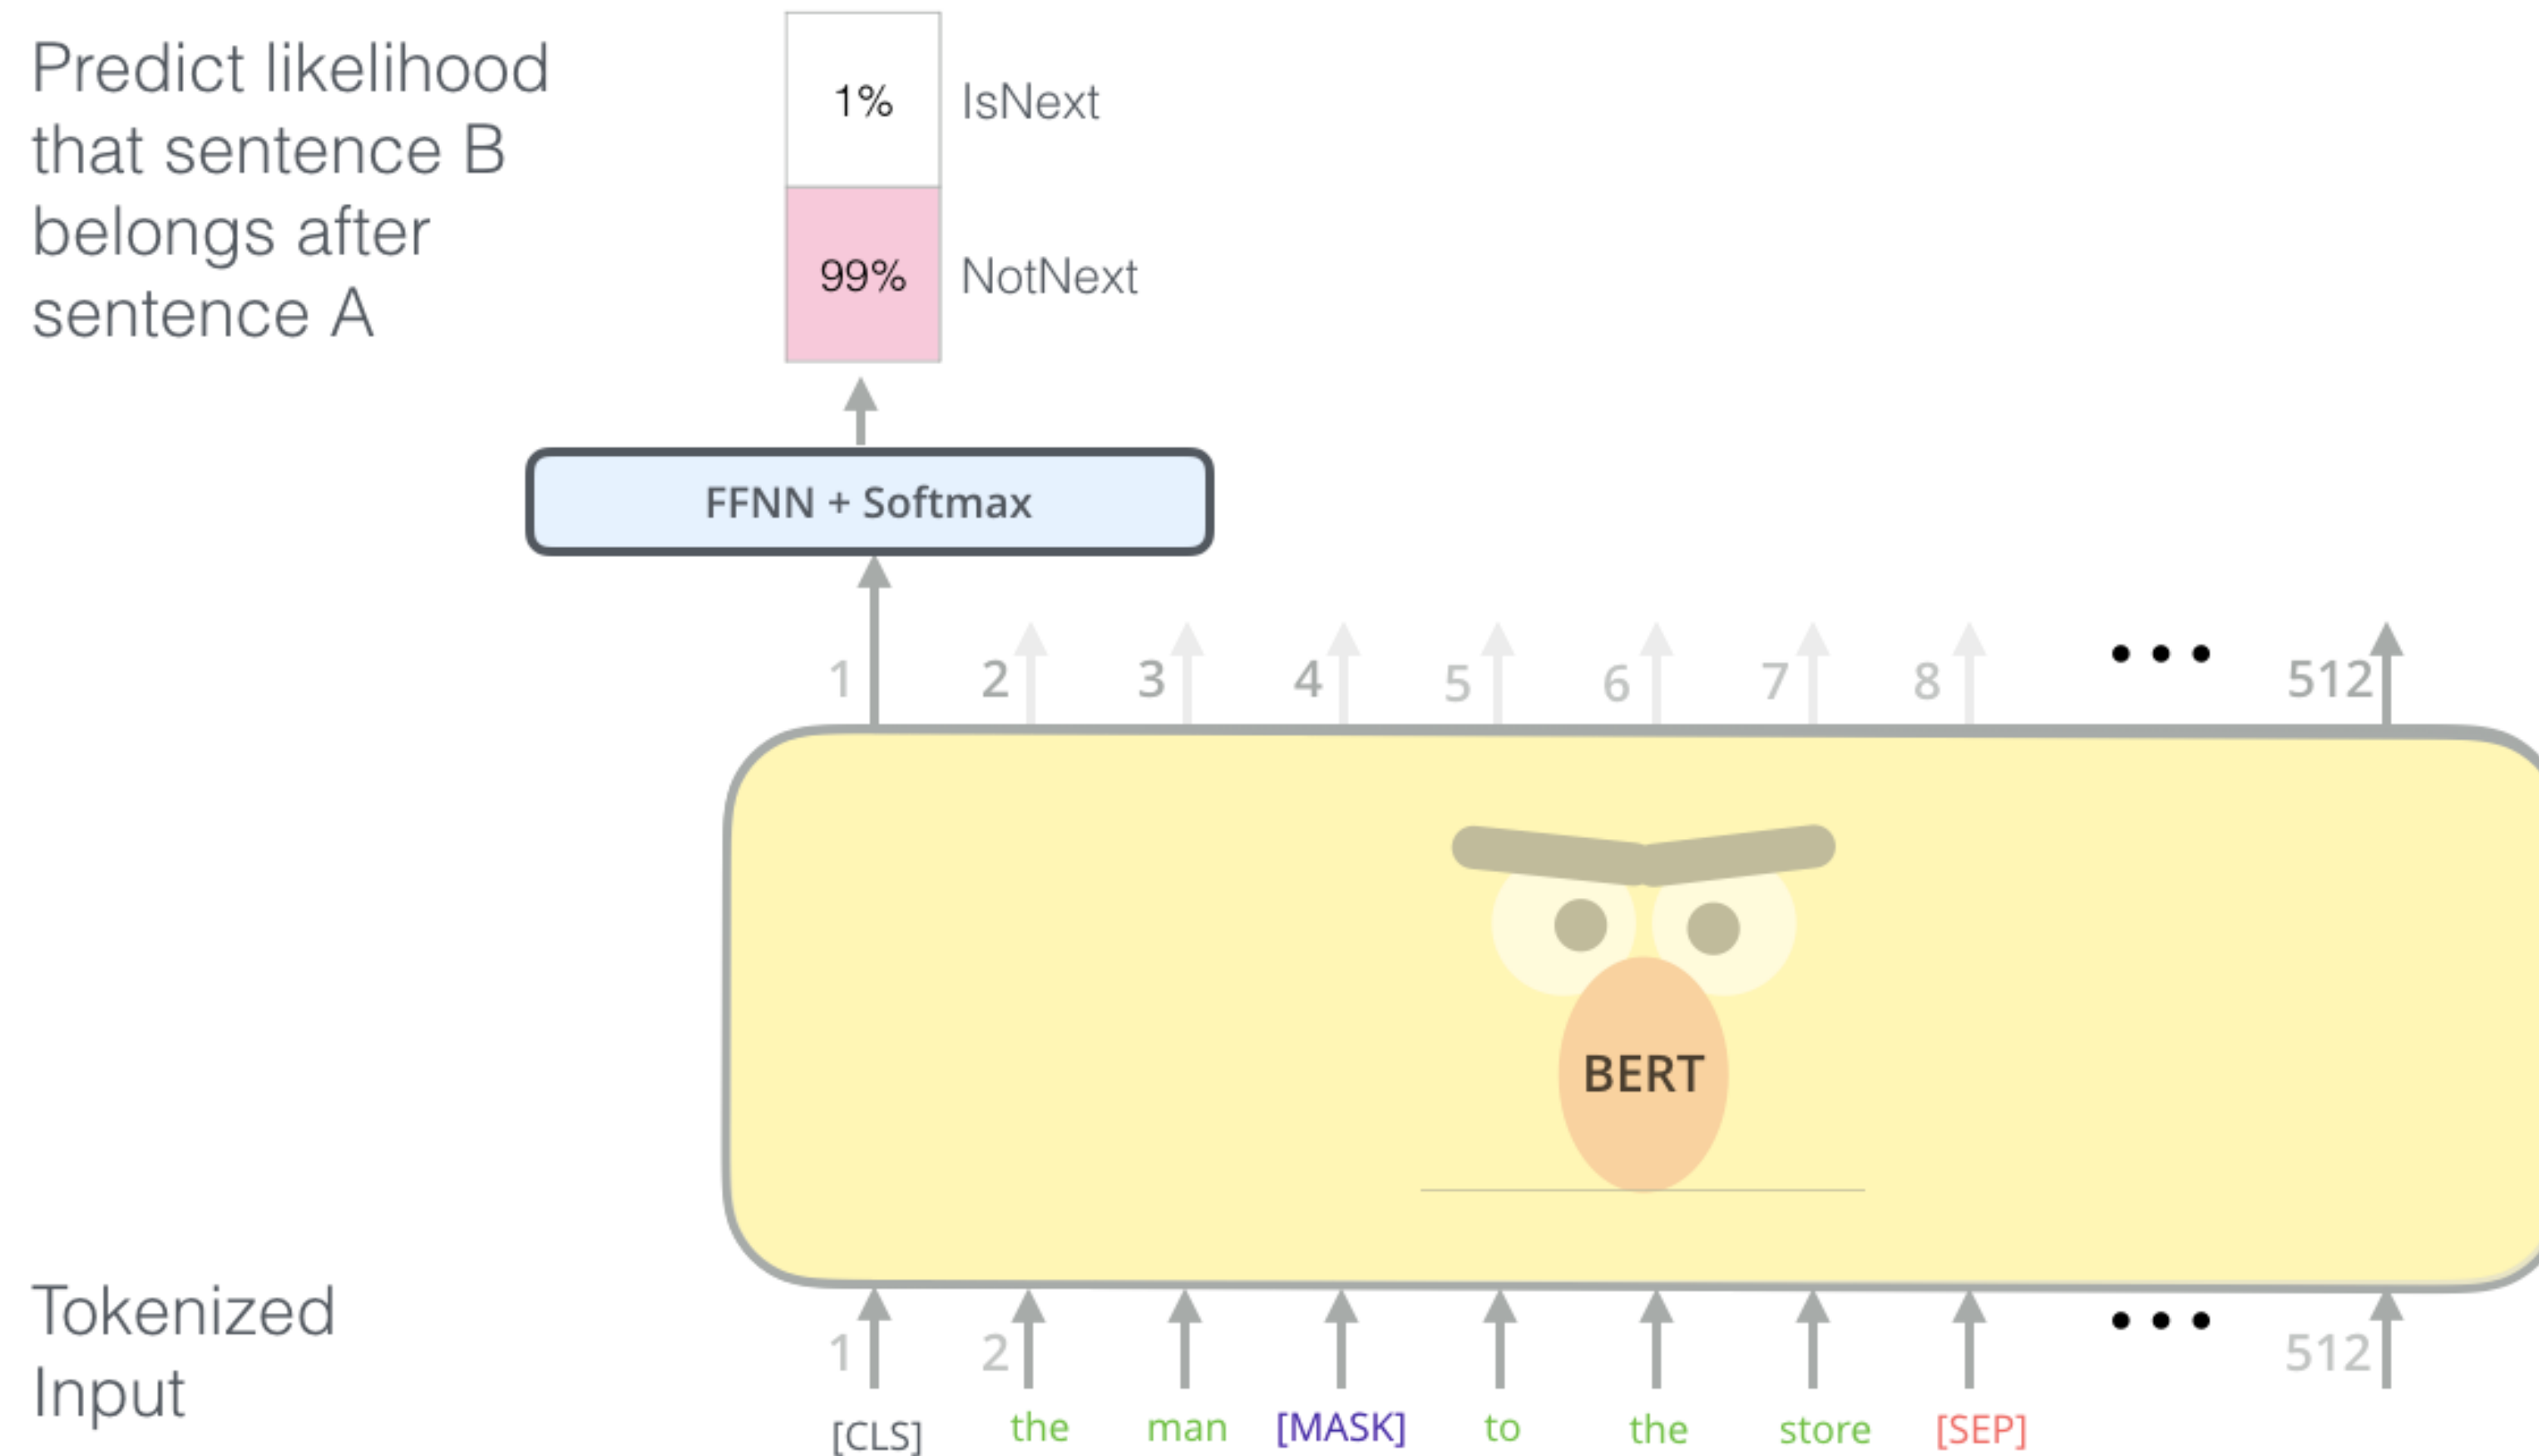 Predict likelihood
that sentence B
belongs after
sentence A
1% IsNext
99% NotNext
FFNN + Softmax
1 2 3 4 5 6 7 8 ••• 512
BERT
Tokenized
Input
1 2 ••• 512
[CLS] the man [MASK] to the store [SEP]